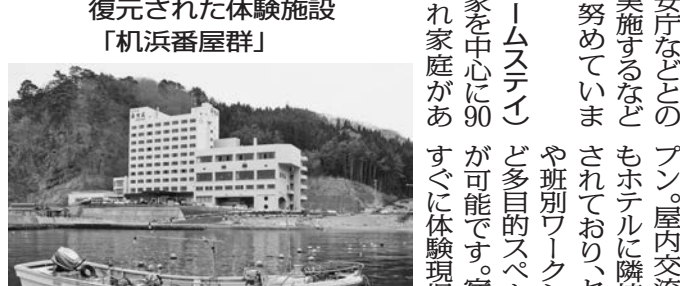 復元された体験施設
「机浜番屋群」
安庁などとの
実施するなど
努めていま
ームステイ）
家を中心に90
れ家庭があ
プン。屋内交流
もホテルに隣
されており、
や班別ワーク
ど多目的スペ
が可能です。
すぐに体験現